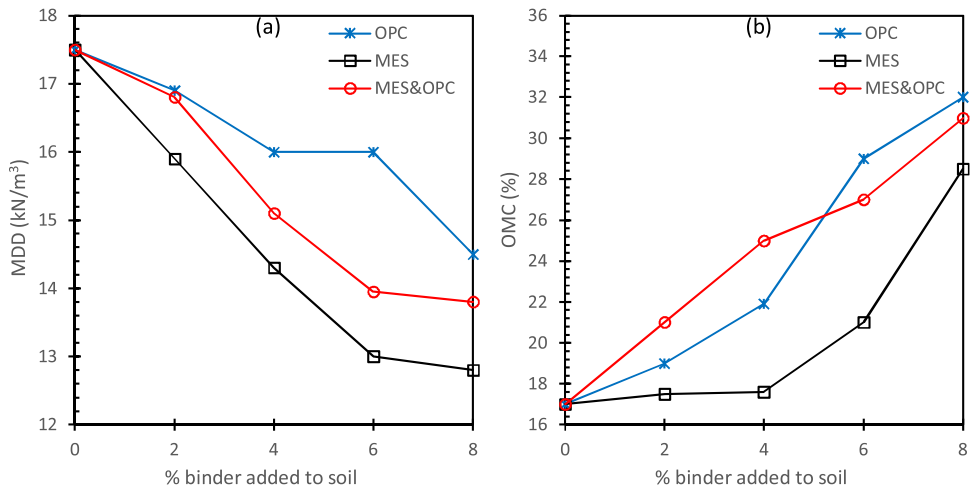 (a)
OPC
MES
MES&OPC
MDD (kN/m³)
18
17
16
15
14
13
12
0 2 4 6 8
% binder added to soil
(b)
OPC
MES
MES&OPC
OMC (%)
36
34
32
30
28
26
24
22
20
18
16
0 2 4 6 8
% binder added to soil